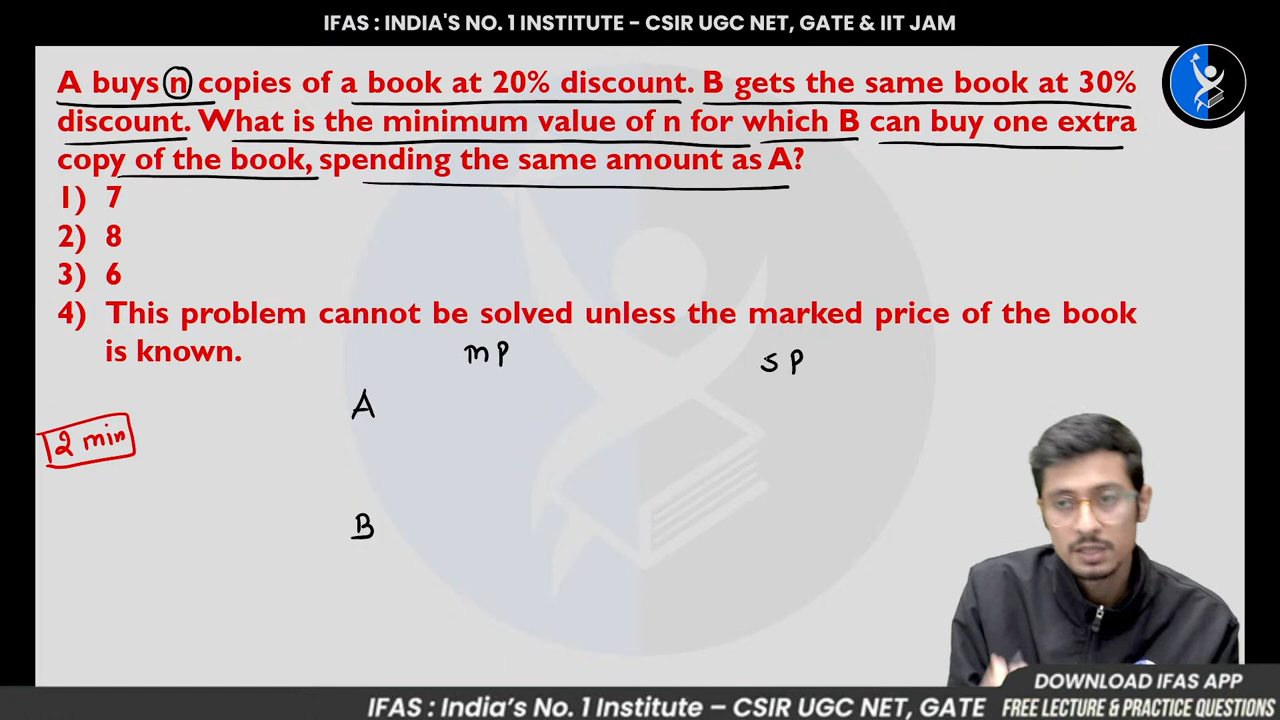 IFAS : INDIA'S NO. 1 INSTITUTE – CSIR UGC NET, GATE & IIT JAM
A buys n copies of a book at 20% discount. B gets the same book at 30%
discount. What is the minimum value of n for which B can buy one extra
copy of the book, spending the same amount as A?
1) 7
2) 8
3) 6
4) This problem cannot be solved unless the marked price of the book
is known.
MP SP
A
2 min
B
DOWNLOAD IFAS APP
IFAS : India's No. 1 Institute – CSIR UGC NET, GATE FREE LECTURE & PRACTICE QUESTIONS